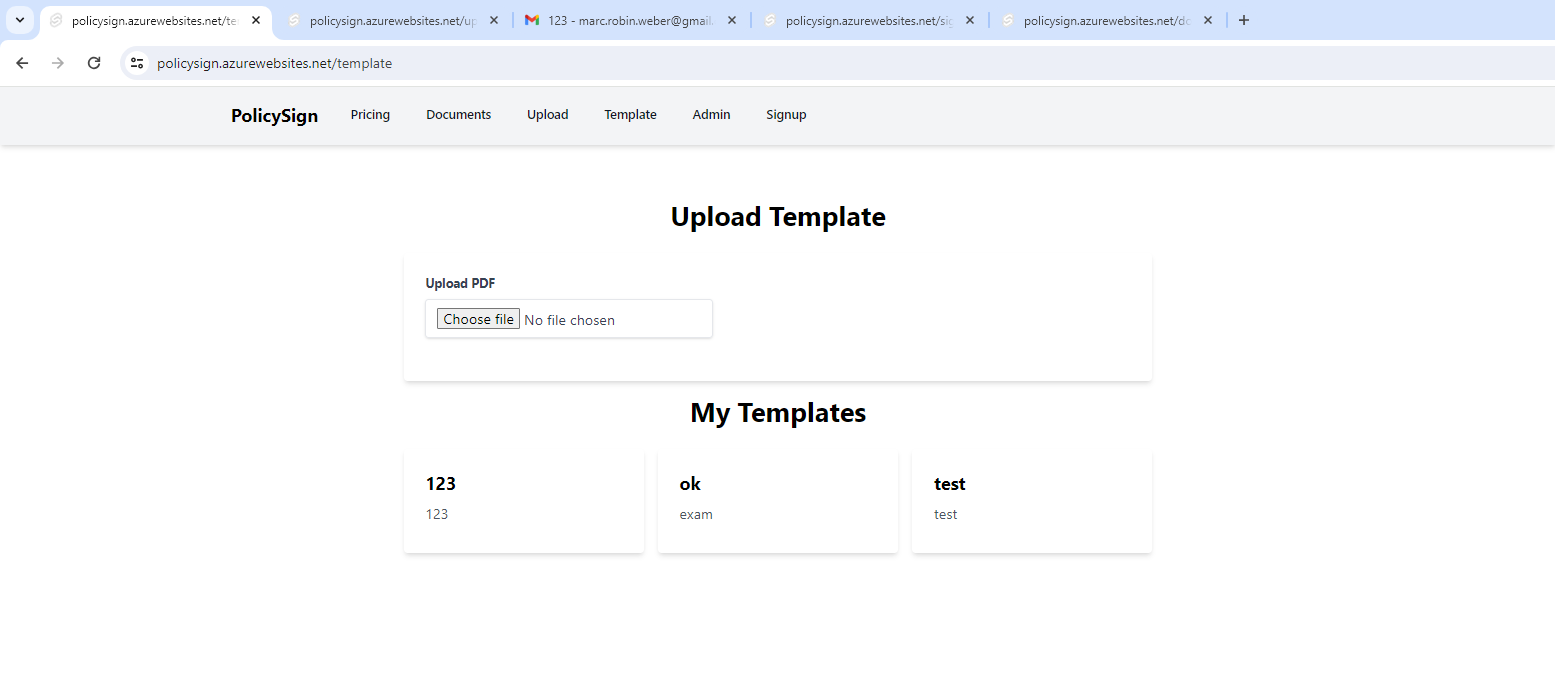 policysign.azurewebsites.net/te
policysign.azurewebsites.net/up
123 - marc.robin.weber@gmail.
policysign.azurewebsites.net/sig
policysign.azurewebsites.net/dc
policysign.azurewebsites.net/template
PolicySign Pricing Documents Upload Template Admin Signup
Upload Template
Upload PDF
Choose file No file chosen
My Templates
123
123
ok
exam
test
test